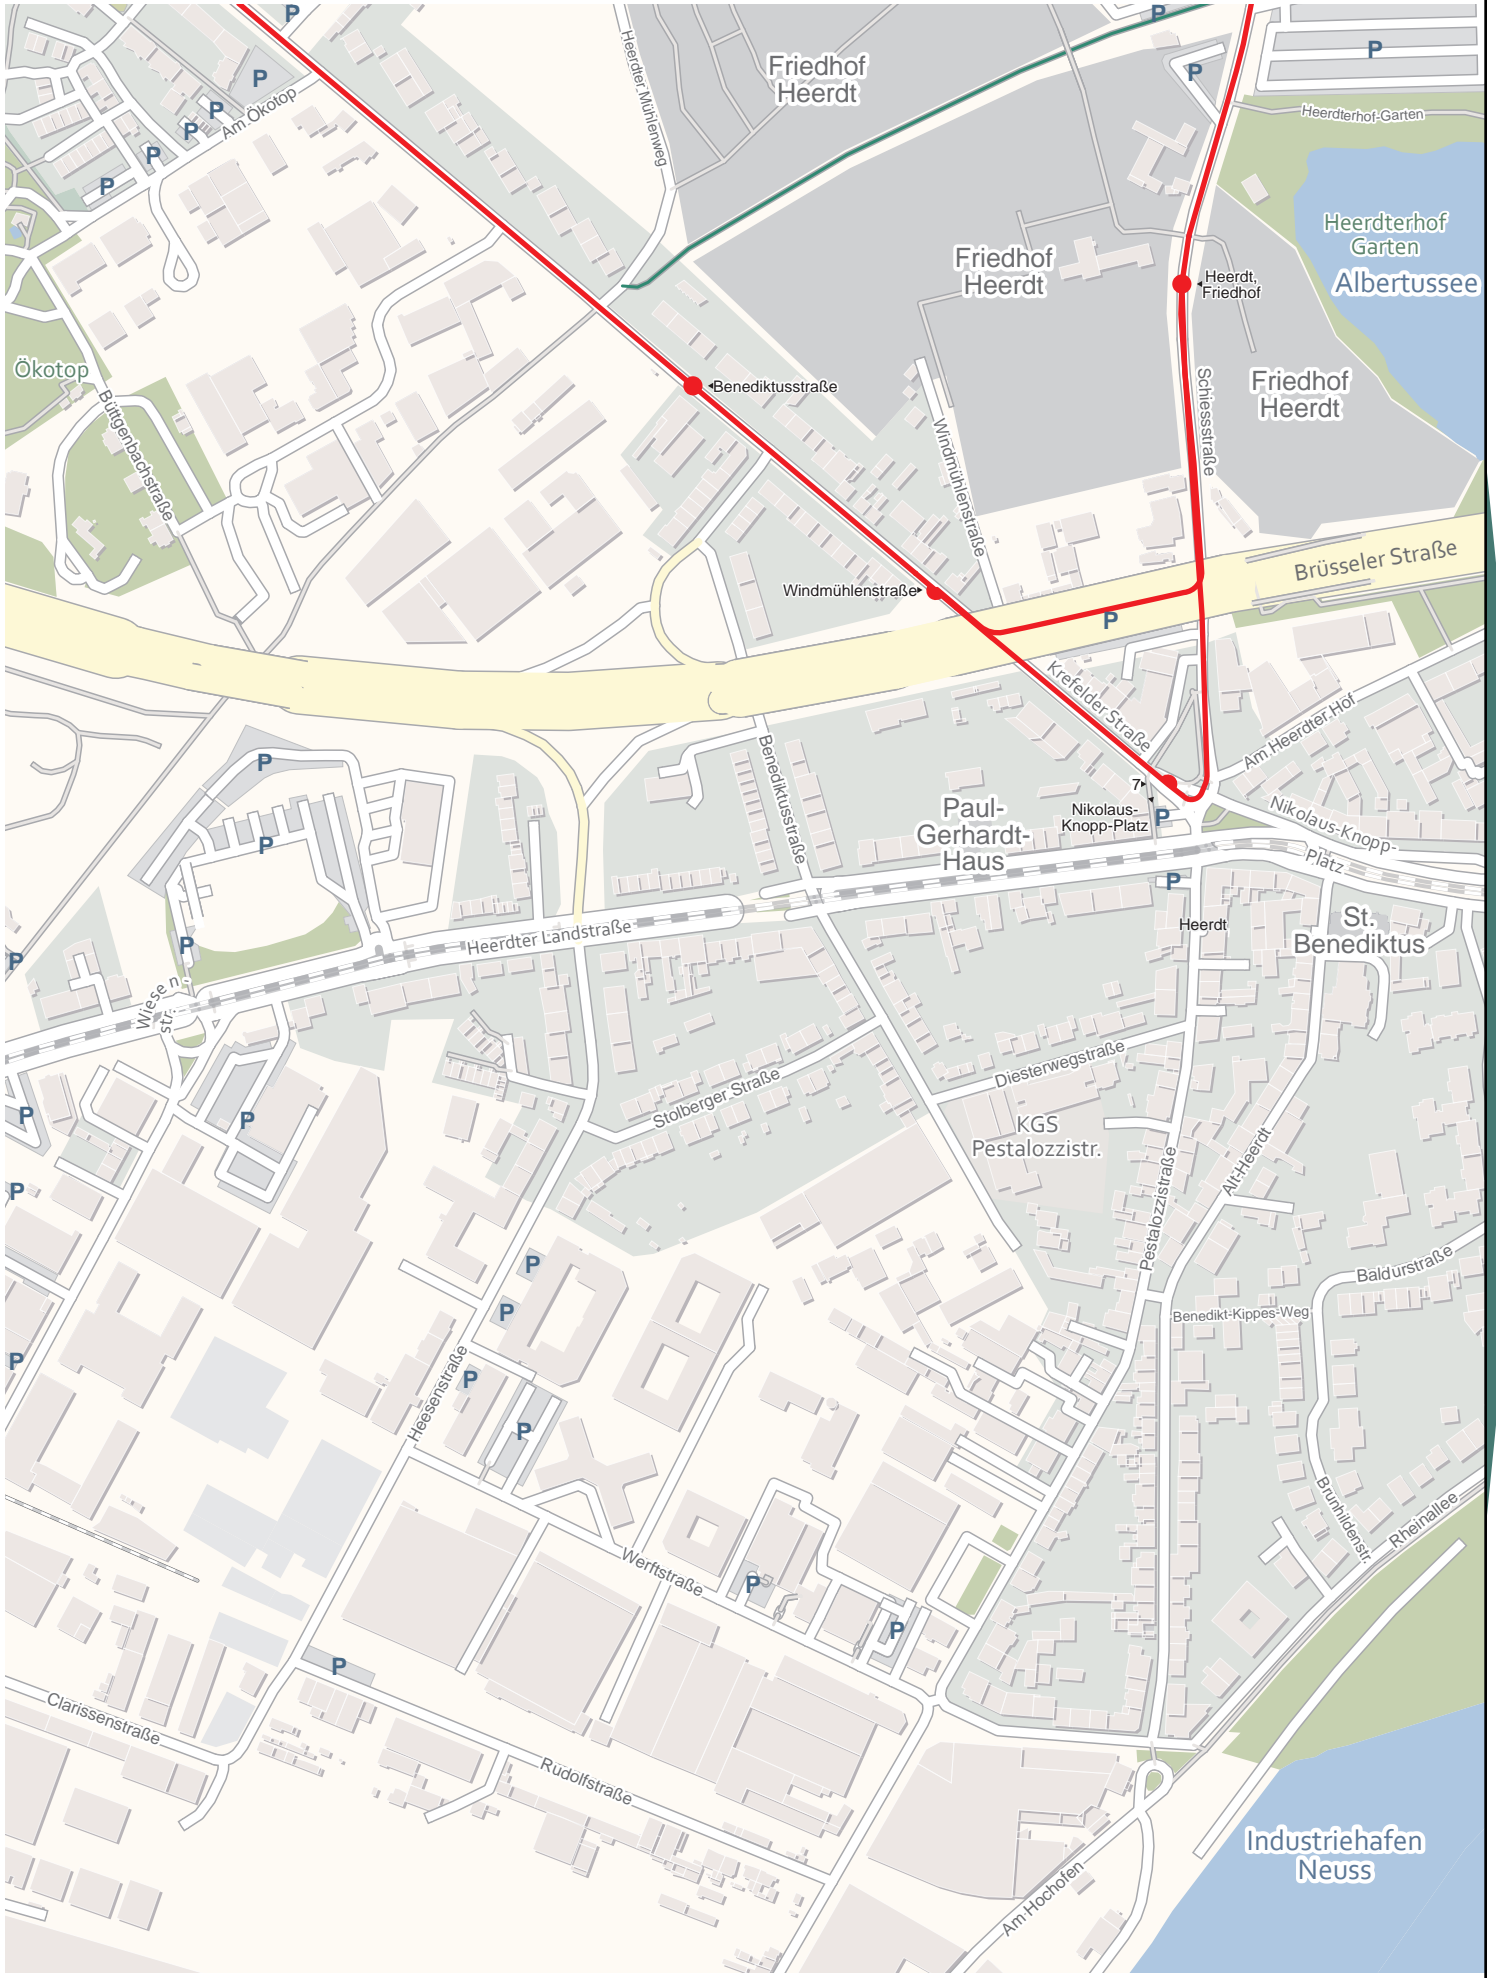 P
P
Friedhof
Heerdt
P
P
P
P
P
P
P
Am Ökotop
Heerdter Mühlenweg
Heerdterhof-Garten
Heerdterhof
Garten
Albertussee
Friedhof
Heerdt
Heerdt,
Friedhof
Ökotop
Benediktusstraße
Schiessstraße
Friedhof
Heerdt
Büttgenbachstraße
Windmühlenstraße
Brüsseler Straße
Windmühlenstraße
P
Krefelder Straße
Am Heerdter Hof
P
Benediktusstraße
7
Nikolaus-
Knopp-Platz
P
Nikolaus-Knopp-
Platz
Paul-
Gerhardt-
Haus
P
P
Heerdt
St.
Benediktus
Heerdter Landstraße
P
P
Wiesen-
str.
Diesterwegstraße
Stolberger Straße
P
P
KGS
Pestalozzistr.
Alt-Heerdt
Pestalozzistraße
P
P
Baldurstraße
P
Benedikt-Kippes-Weg
P
Heesenstraße
P
P
Brunhildenstr.
Rheinallee
Werftstraße
P
P
P
Clarissenstraße
Rudolfstraße
Industriehafen
Neuss
Am Hochofen